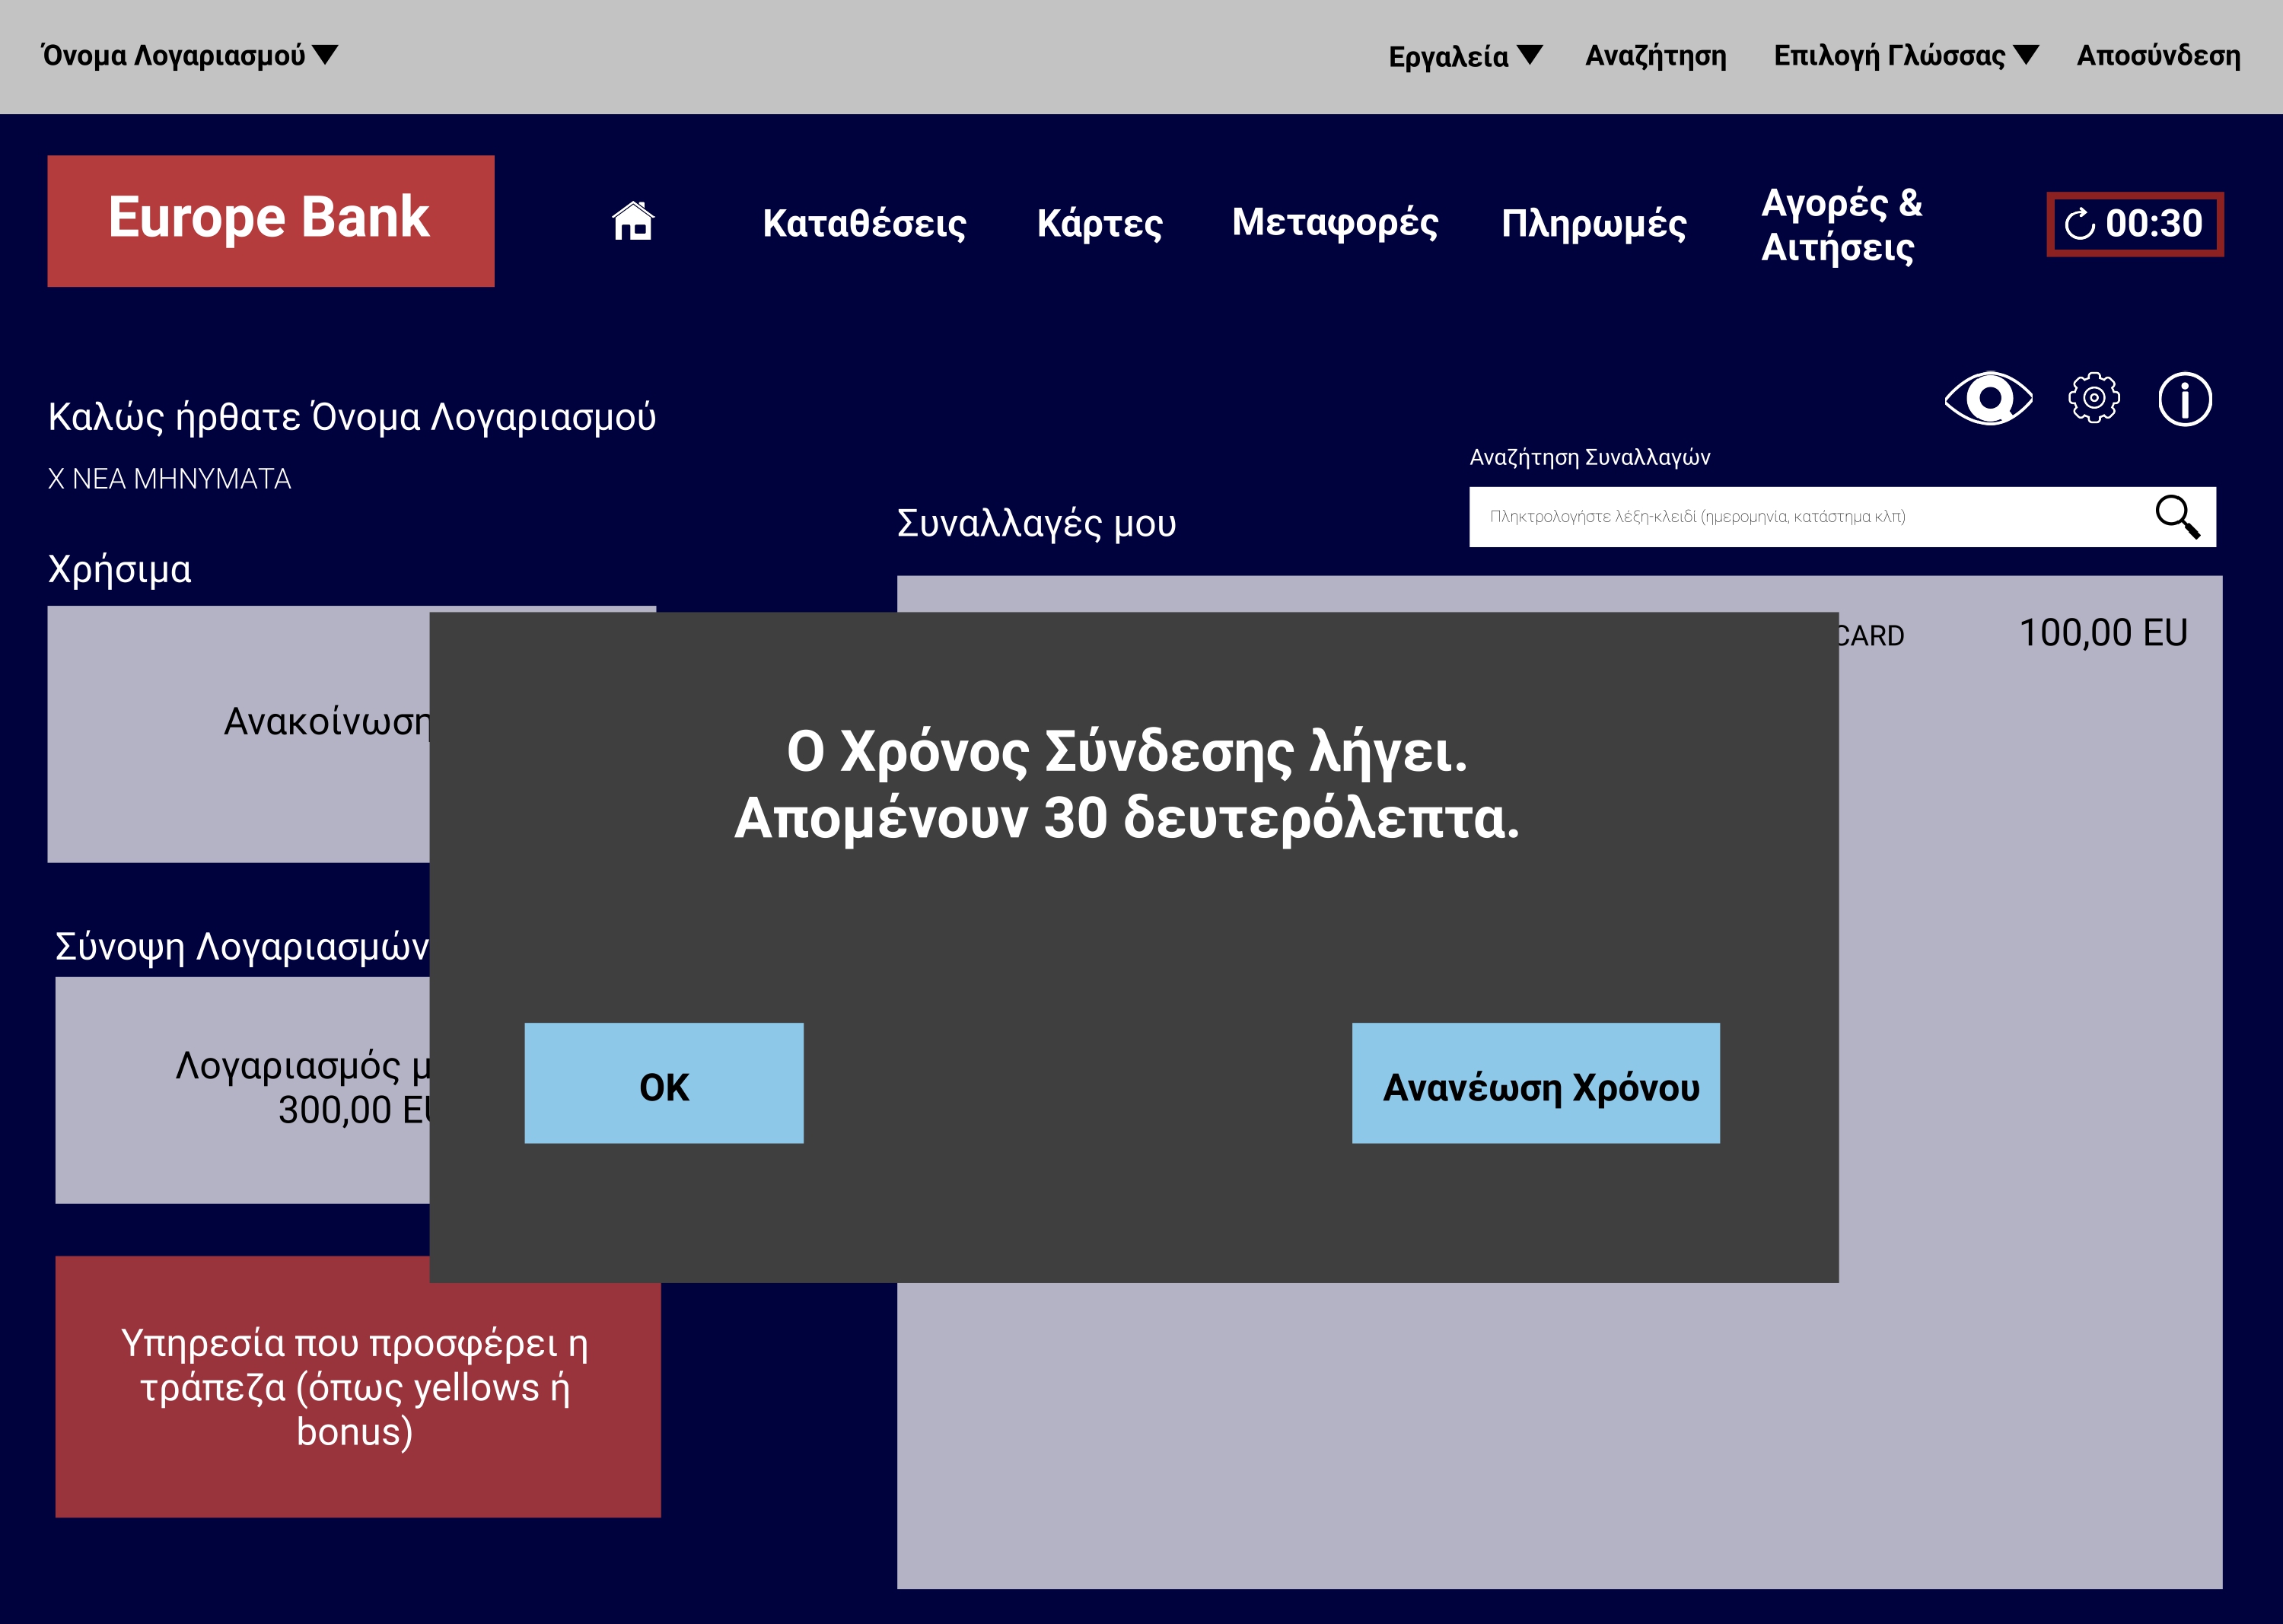 Όνομα Λογαριασμού
Εργαλεία
Αναζήτηση
Επιλογή Γλώσσας
Αποσύνδεση
Europe Bank
Καταθέσεις
Κάρτες
Μεταφορές
Πληρωμές
Αγορές &
Αιτήσεις
00:30
Καλώς ήρθατε Όνομα Λογαριασμού
Χ ΝΕΑ ΜΗΝΥΜΑΤΑ
Αναζήτηση Συναλλαγών
Πληκτρολογήστε λέξη-κλειδί (ημερομηνία, κατάστημα κλπ)
Συναλλαγές μου
Χρήσιμα
CARD
100,00 EU
Ανακοίνωση
Ο Χρόνος Σύνδεσης λήγει.
Απομένουν 30 δευτερόλεπτα.
OK
Ανανέωση Χρόνου
Σύνοψη Λογαριασμών
Λογαριασμός μ
300,00 EU
Υπηρεσία που προσφέρει η
τράπεζα (όπως yellows ή
bonus)